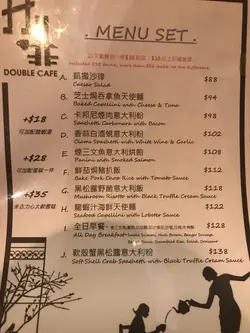 DOUBLE CAFE
. MENU SET .
A. 凱撒沙律 $88
Caesar Salad
B. 芝士焗吞拿魚天使麵 $94
Baked Capellini with Cheese & Tuna
C. 卡邦尼煙肉意大利粉 $98
Spaghetti Carbonara with Bacon
D. 香蒜白酒蜆意大利粉 $102
Clams Spaghetti with White Wine & Garlic
E. 煙三文魚意大利烘飽 $108
Panini with Smoked Salmon
F. 鮮茄焗豬扒飯 $112
Bake Pork Chop Rice with Tomato Sauce
G. 黑松露野菌意大利飯 $118
Mushroom Risotto with Black Truffle Cream Sauce
H. 龍蝦汁海鮮天使麵 $122
Seafood Capellini with Lobster Sauce
I. 全日早餐 $128
All Day Breakfast
J. 軟殼蟹黑松露意大利粉 $132
Soft Shell Crab Spaghetti with Black Truffle Cream Sauce
+$18
+$28
+$35